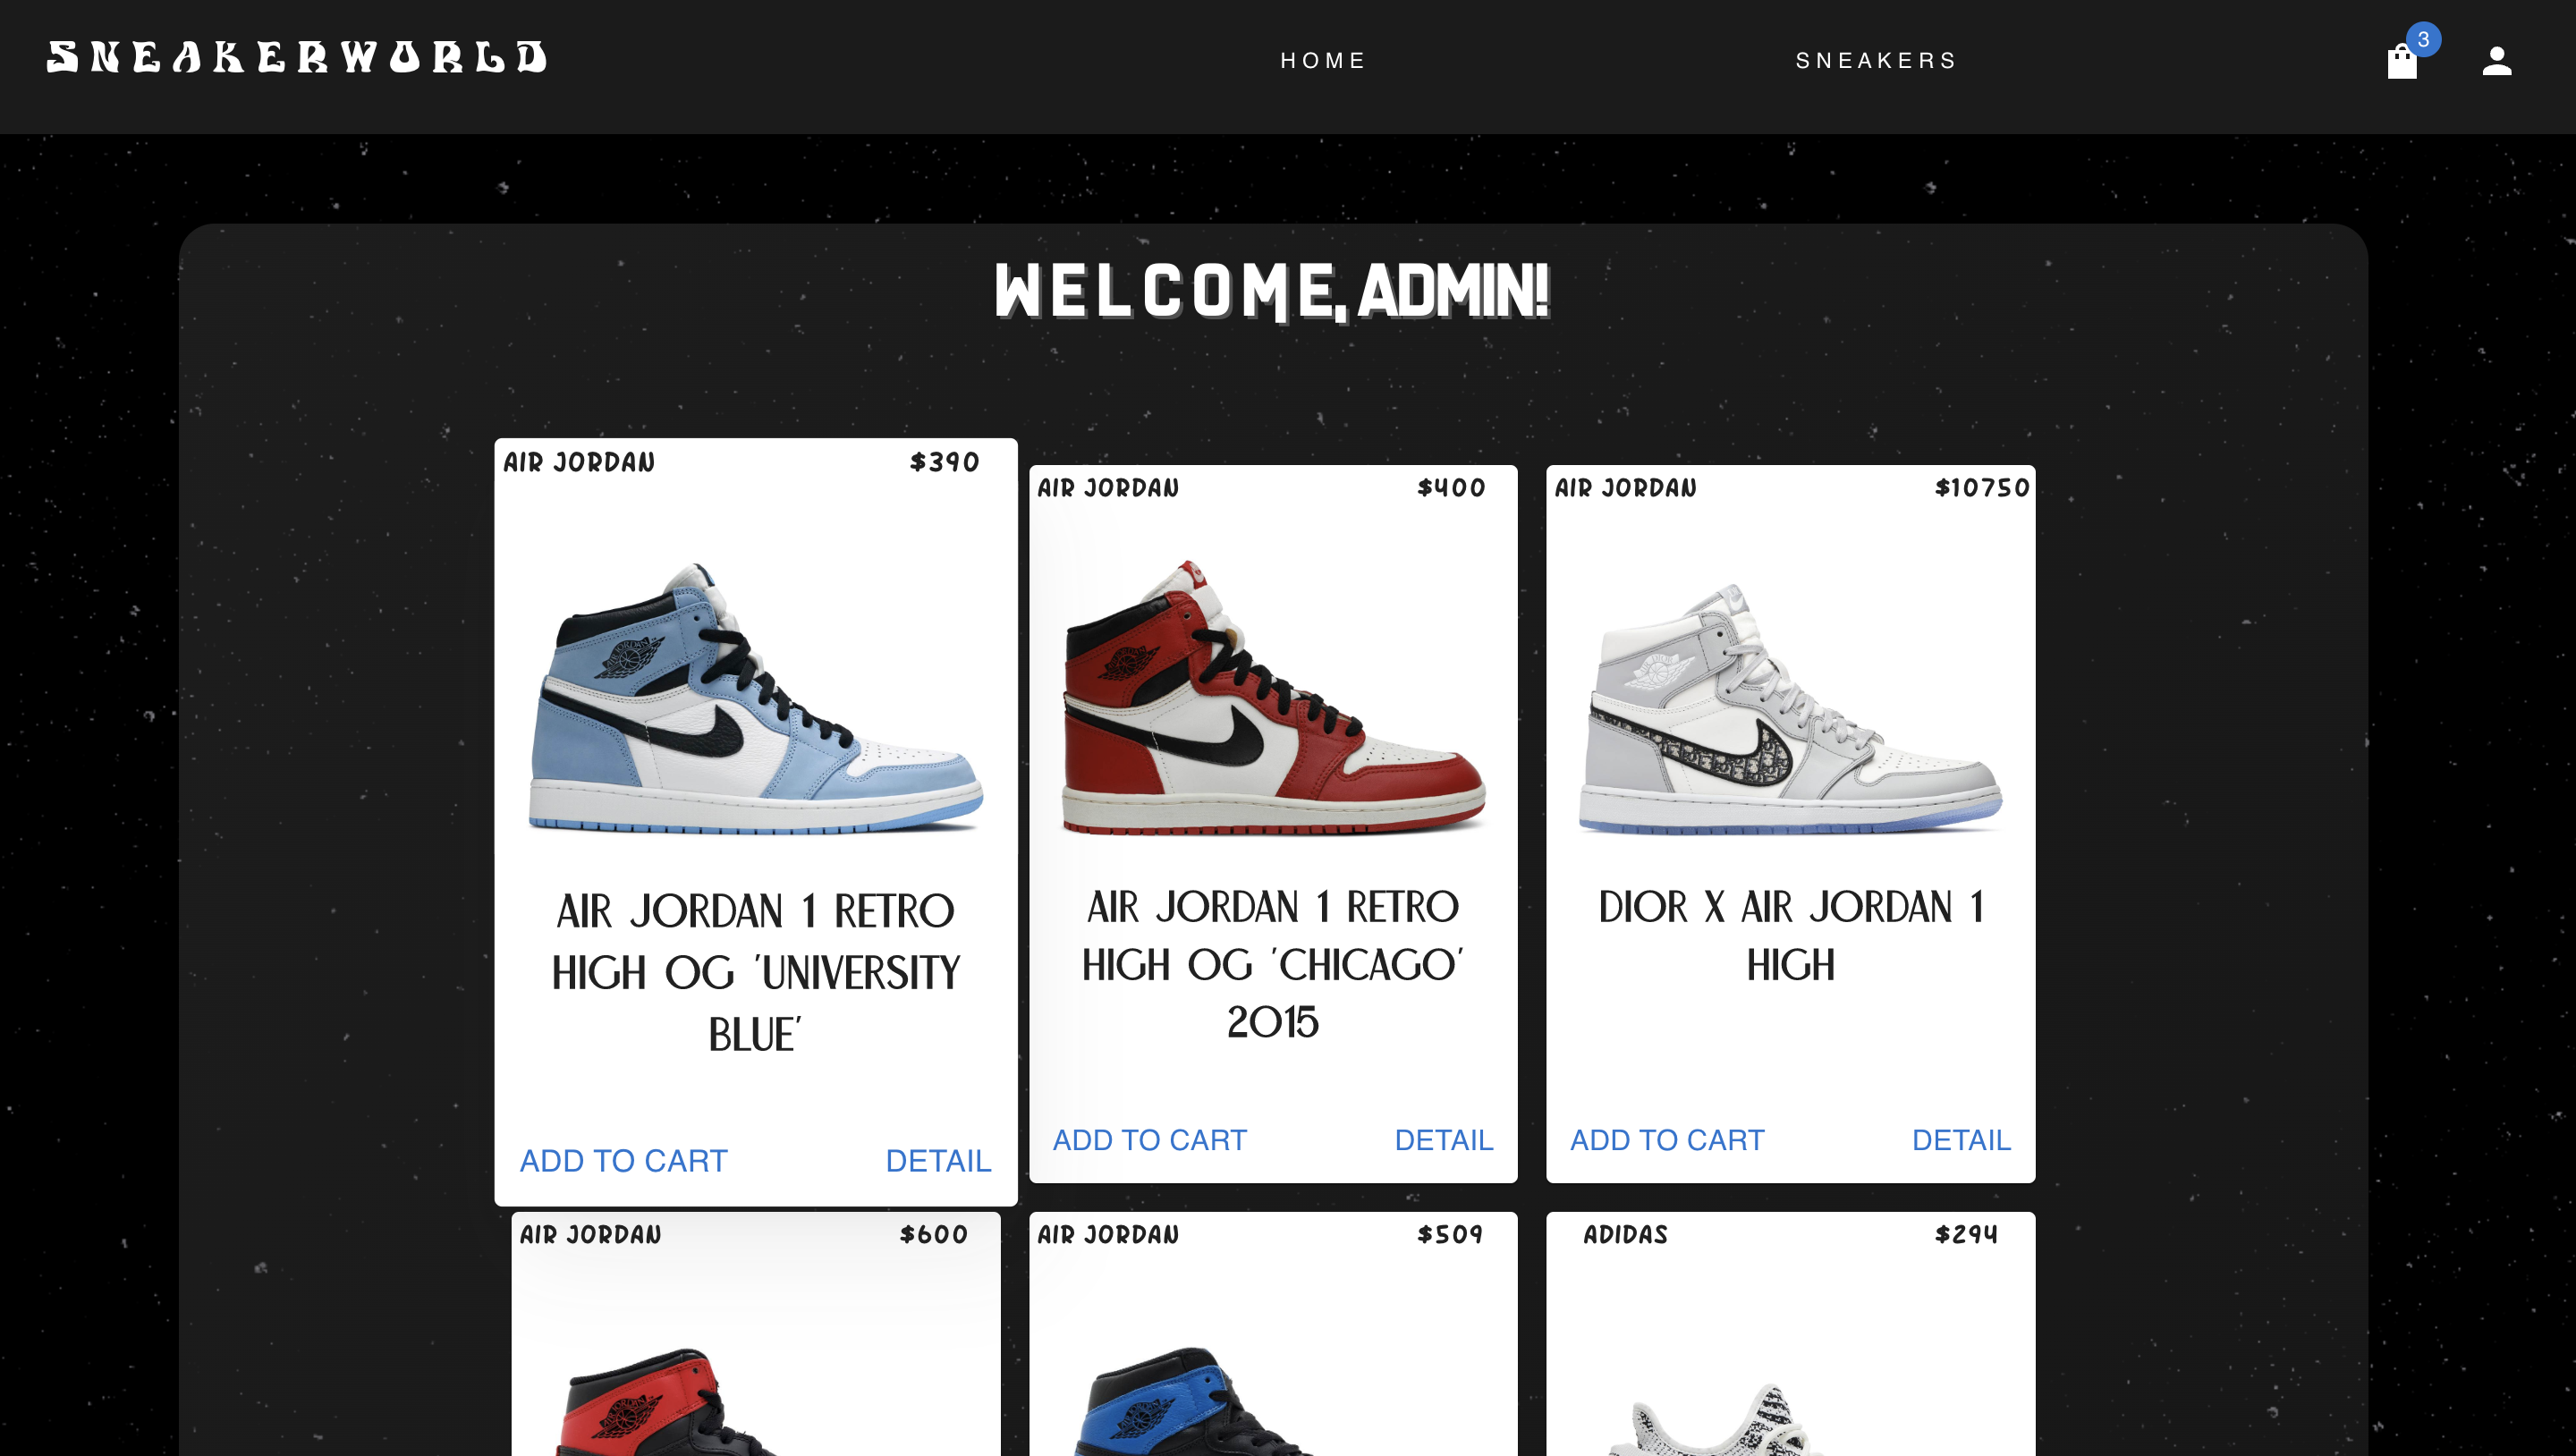 SNEAKERWORLD
HOME
SNEAKERS
3
WELCOME, ADMIN!
AIR JORDAN $390
AIR JORDAN 1 RETRO
HIGH OG 'UNIVERSITY
BLUE'
ADD TO CART DETAIL
AIR JORDAN $400
AIR JORDAN 1 RETRO
HIGH OG 'CHICAGO'
2015
ADD TO CART DETAIL
AIR JORDAN $10750
DIOR X AIR JORDAN 1
HIGH
ADD TO CART DETAIL
AIR JORDAN $600
AIR JORDAN $509
ADIDAS $294